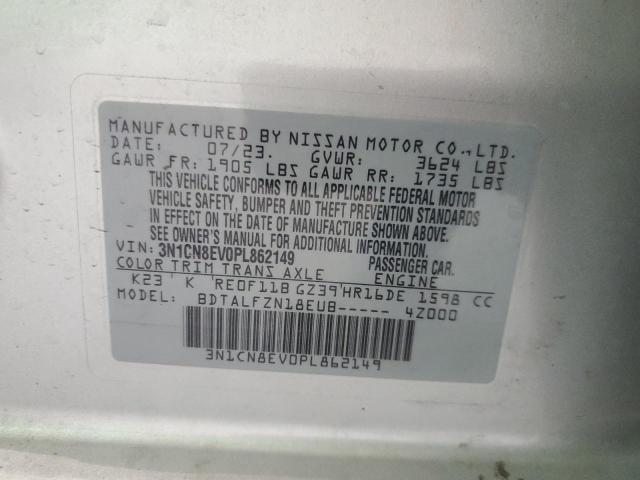 MANUFACTURED BY NISSAN MOTOR CO., LTD.
DATE: 07/23. GVWR: 3624 LBS
GAWR FR: 1905 LBS GAWR RR: 1735 LBS
THIS VEHICLE CONFORMS TO ALL APPLICABLE FEDERAL MOTOR
VEHICLE SAFETY, BUMPER AND THEFT PREVENTION STANDARDS
IN EFFECT ON THE DATE OF MANUFACTURE SHOWN ABOVE.
SEE OWNER'S MANUAL FOR ADDITIONAL INFORMATION.
VIN: 3N1CN8EV0PL862149 PASSENGER CAR.
COLOR TRIM TRANS AXLE ENGINE
K23 K RE0F11B GZ39 HR16DE 1598 CC
MODEL: BDTALFZN18EUB----- 4Z000
3N1CN8EV0PL862149